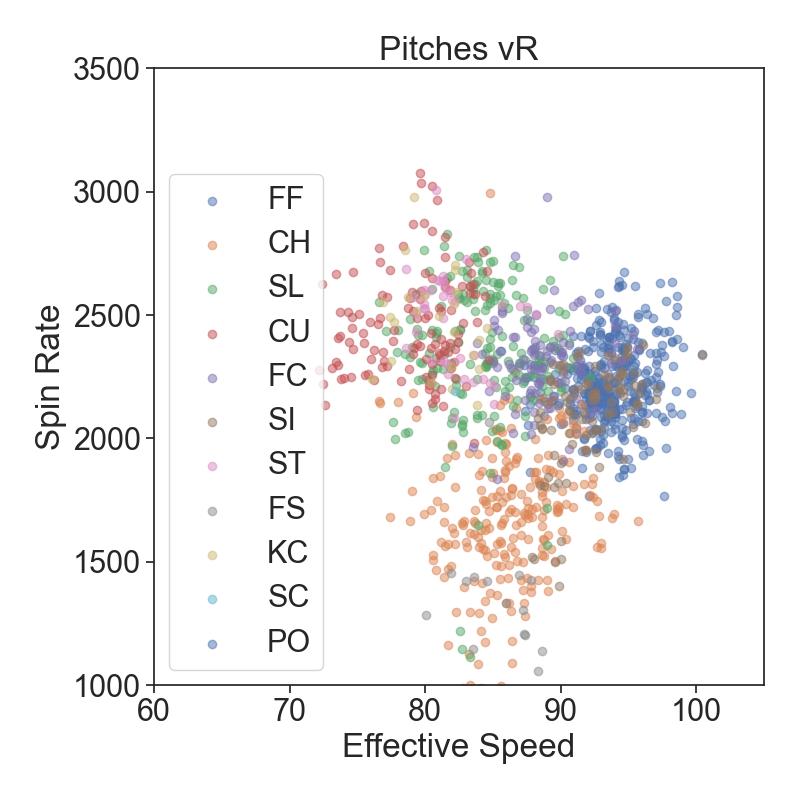 Pitches vR
3500
3000
2500
2000
1500
1000
Spin Rate
FF
CH
SL
CU
FC
SI
ST
FS
KC
SC
PO
60 70 80 90 100
Effective Speed